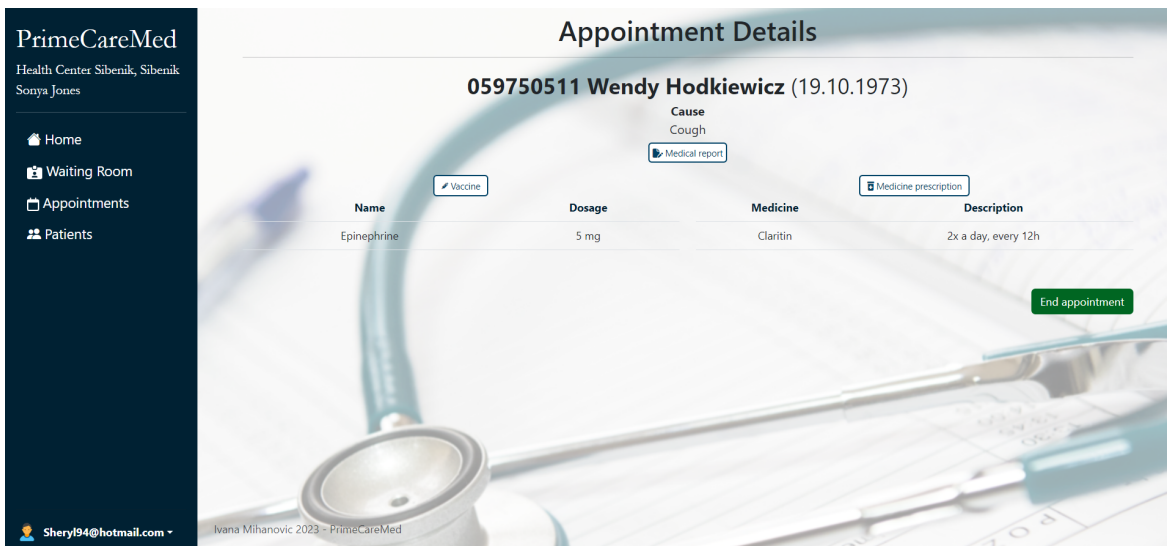 PrimeCareMed
Health Center Sibenik, Sibenik
Sonya Jones
Home
Waiting Room
Appointments
Patients
Sheryl94@hotmail.com
Appointment Details
059750511 Wendy Hodkiewicz (19.10.1973)
Cause
Cough
Medical report
Vaccine
Name Dosage
Epinephrine 5 mg
Medicine prescription
Medicine Description
Claritin 2x a day, every 12h
End appointment
Ivana Mihanovic 2023 - PrimeCareMed